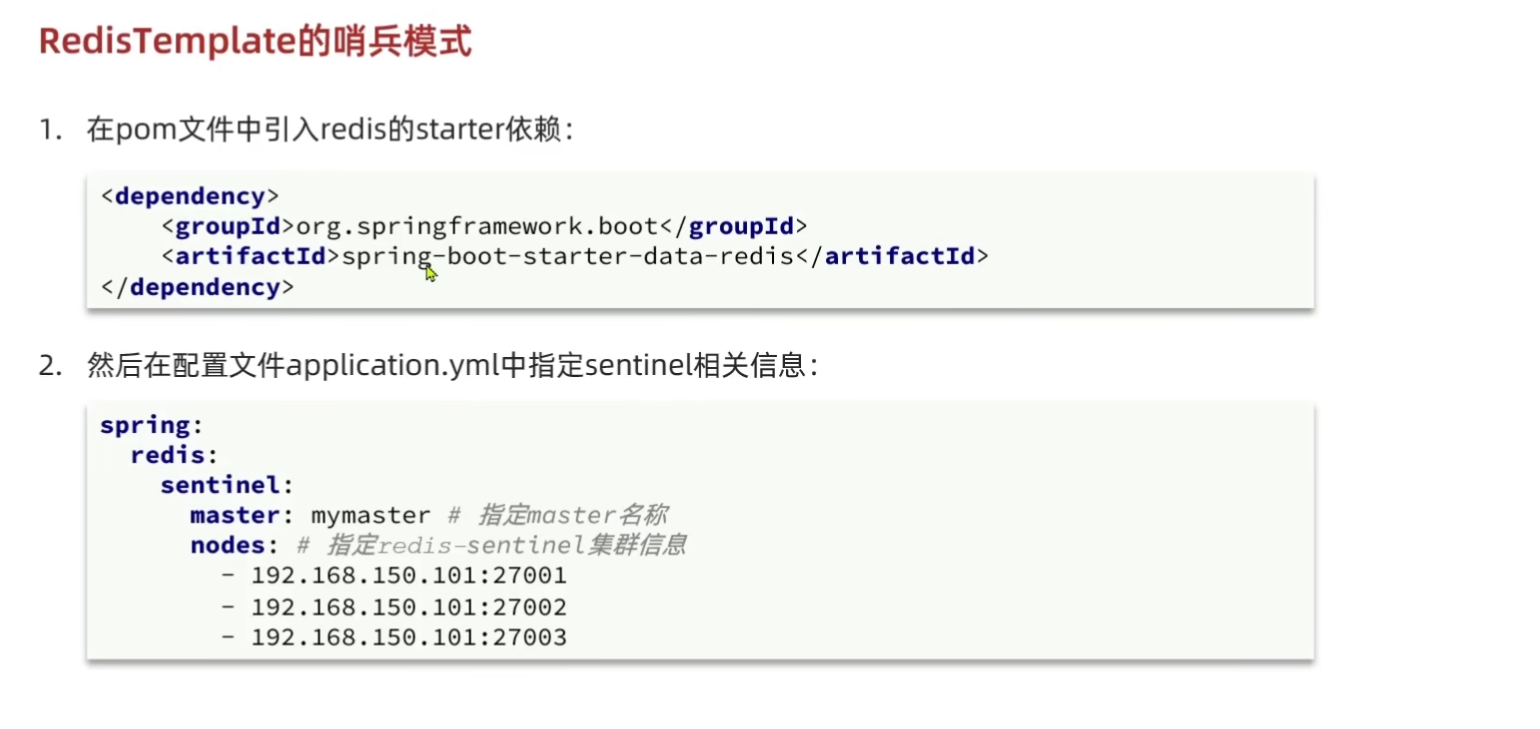 RedisTemplate的哨兵模式
1. 在pom文件中引入redis的starter依赖：
<dependency>
    <groupId>org.springframework.boot</groupId>
    <artifactId>spring-boot-starter-data-redis</artifactId>
</dependency>
2. 然后在配置文件application.yml中指定sentinel相关信息：
spring:
  redis:
    sentinel:
      master: mymaster # 指定master名称
      nodes: # 指定redis-sentinel集群信息
        - 192.168.150.101:27001
        - 192.168.150.101:27002
        - 192.168.150.101:27003